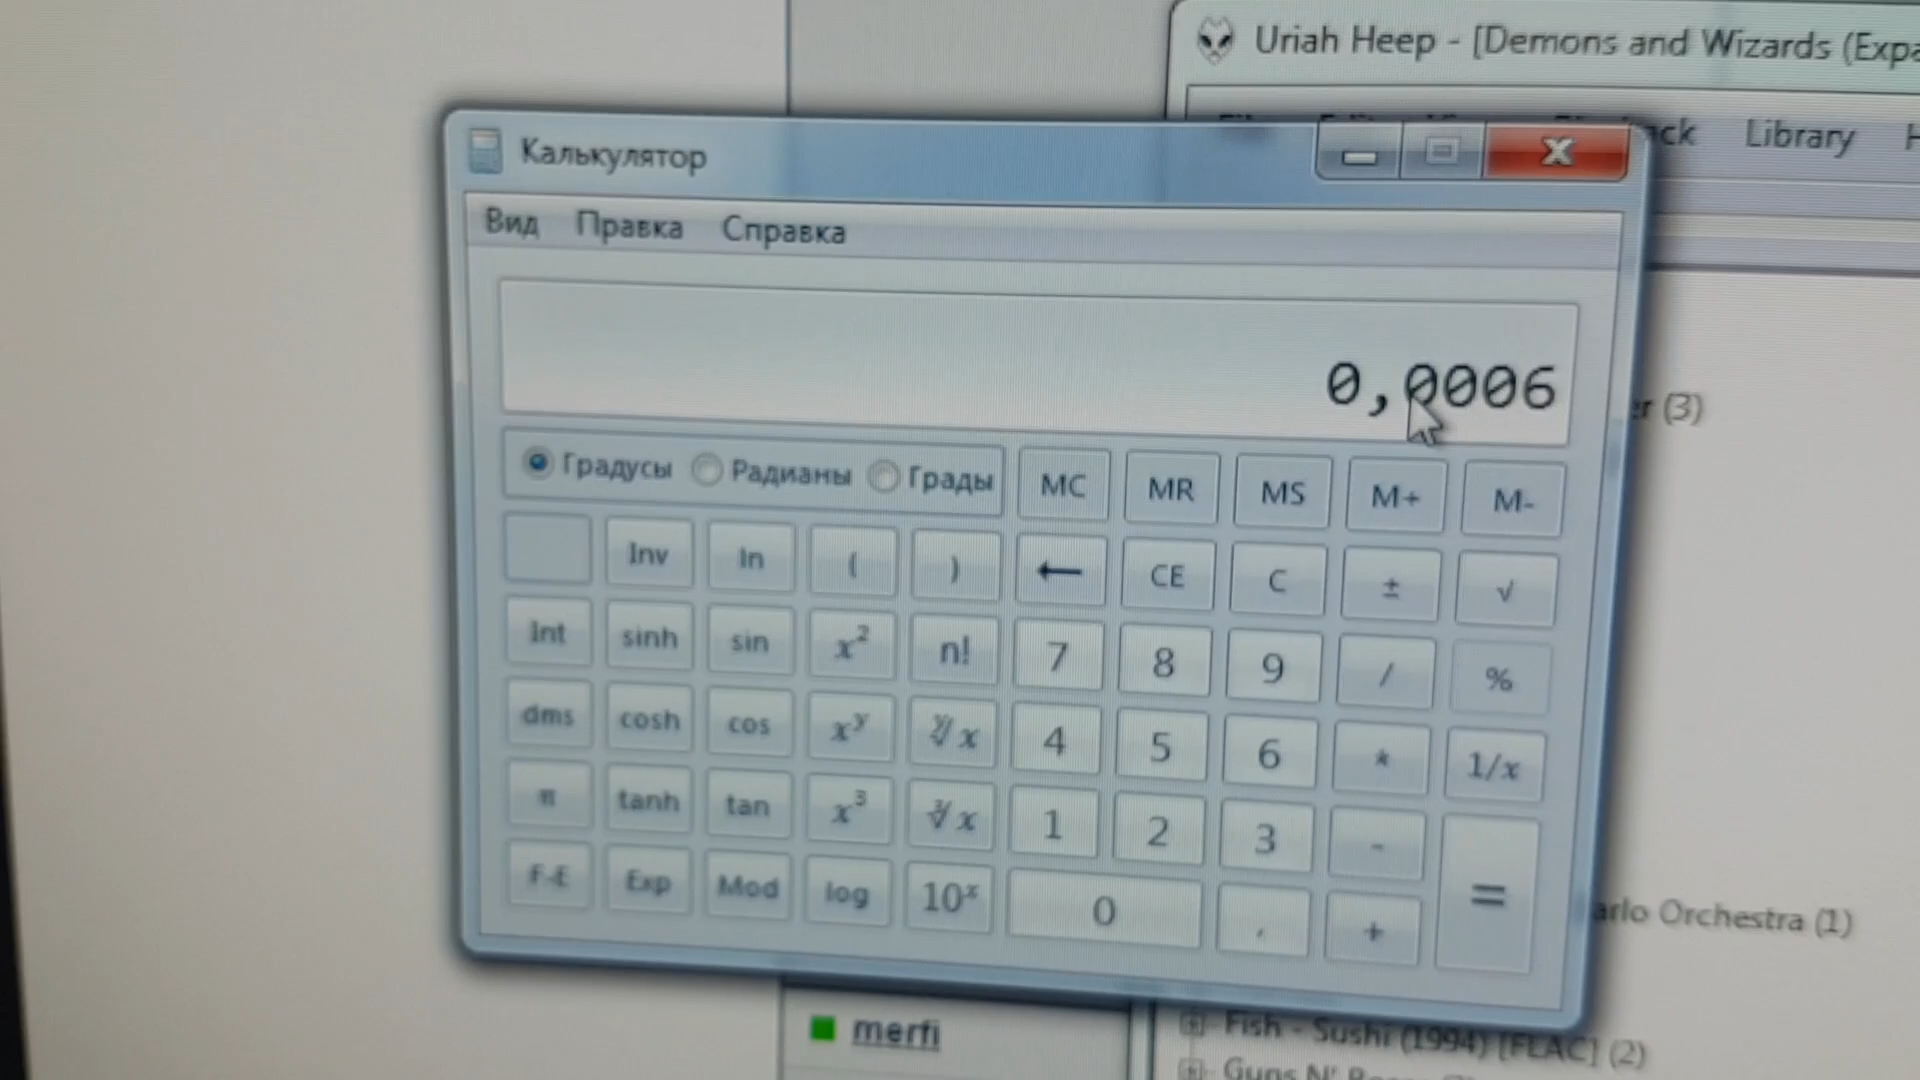 Uriah Heep - [Demons and Wizards (Expa
Library
Калькулятор
Вид Правка Справка
0,0006
(3)
Градусы Радианы Грады MC MR MS M+ M-
Inv ln ( ) ← CE C ± √
Int sinh sin x² n! 7 8 9 / %
dms cosh cos xʸ ʸ√x 4 5 6 * 1/x
π tanh tan x³ ³√x 1 2 3 - =
F-E Exp Mod log 10ˣ 0 , +
arlo Orchestra (1)
merfi
Fish - Sushi (1994) [FLAC] (2)
Guns N'